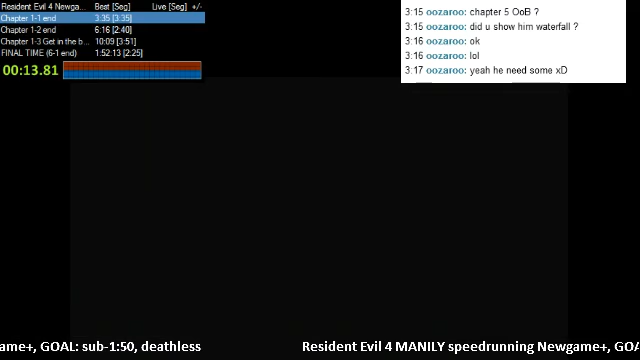 Resident Evil 4 Newga... Best [Seg] Live [Seg] +/-
Chapter 1-1 end 3:35 [3:35]
Chapter 1-2 end 6:16 [2:40]
Chapter 1-3 Get in the b... 10:09 [3:51]
FINAL TIME (6-1 end) 1:52:13 [2:25]
00:13.81
3:15 oozaroo: chapter 5 OoB ?
3:15 oozaroo: did u show him waterfall ?
3:16 oozaroo: ok
3:16 oozaroo: lol
3:17 oozaroo: yeah he need some xD
ame+, GOAL: sub-1:50, deathless Resident Evil 4 MANILY speedrunning Newgame+, GOA